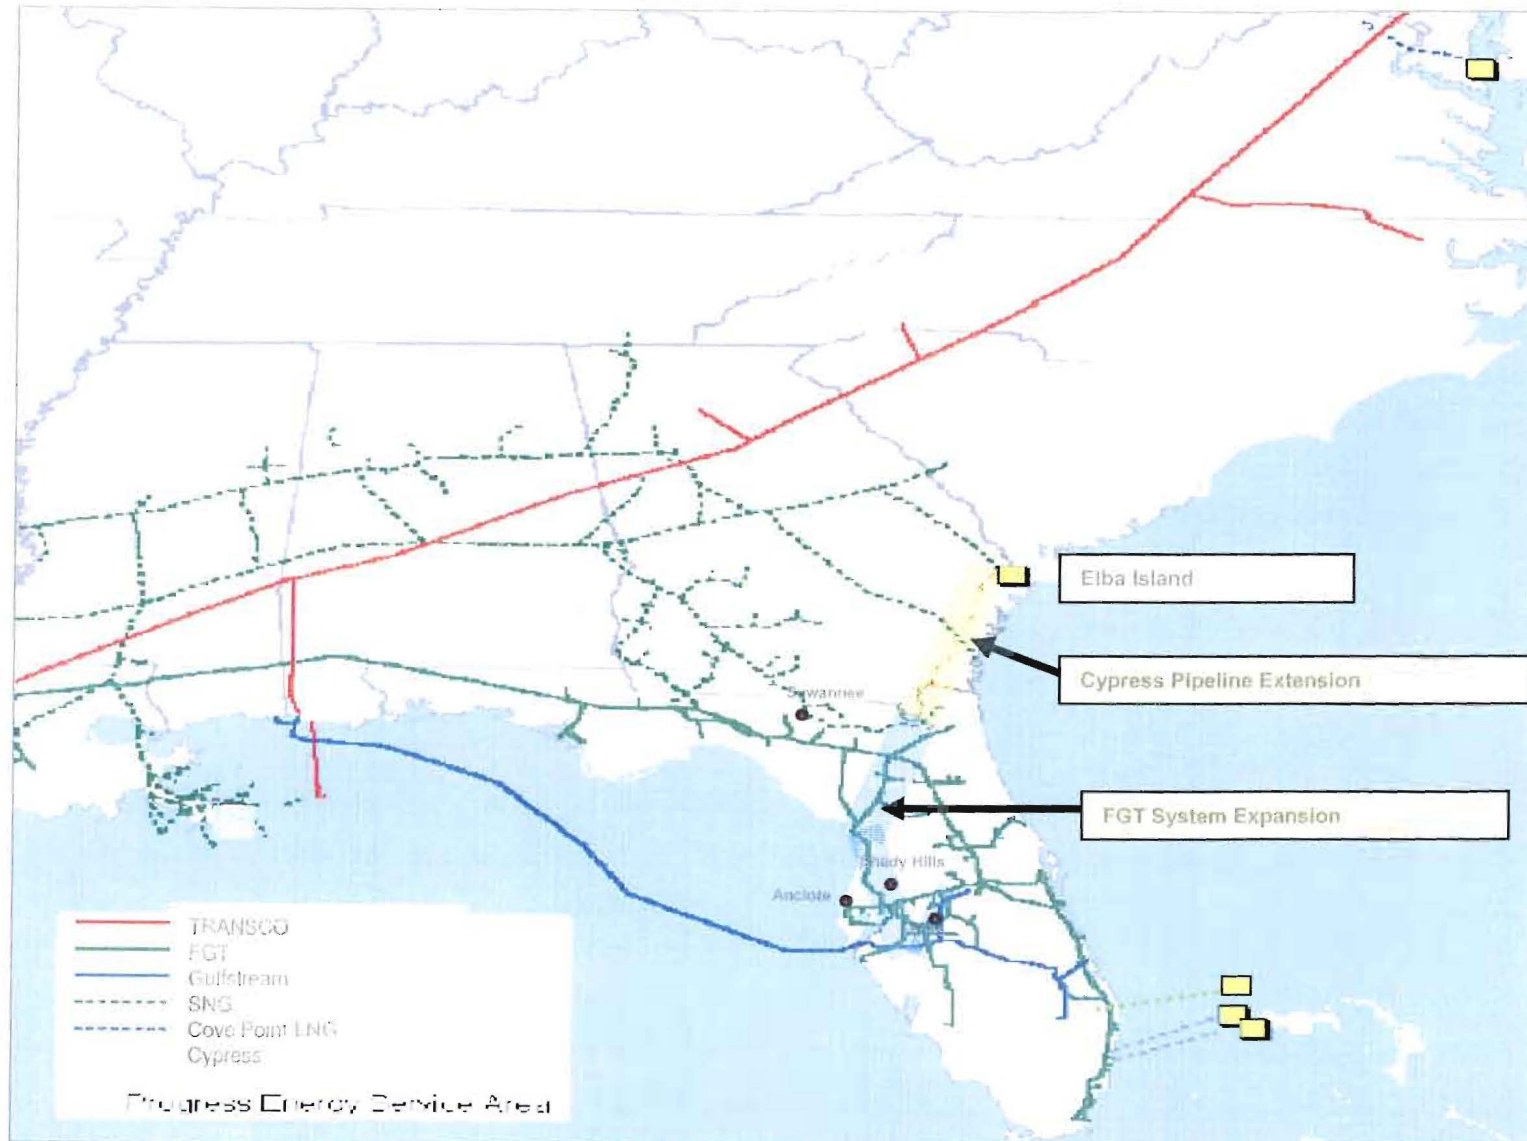 Elba Island
Cypress Pipeline Extension
Suwannee
FGT System Expansion
Shady Hills
Anclote
TRANSCO
FGT
Gulfstream
SNG
Cove Point LNG
Cypress
Progress Energy Service Area